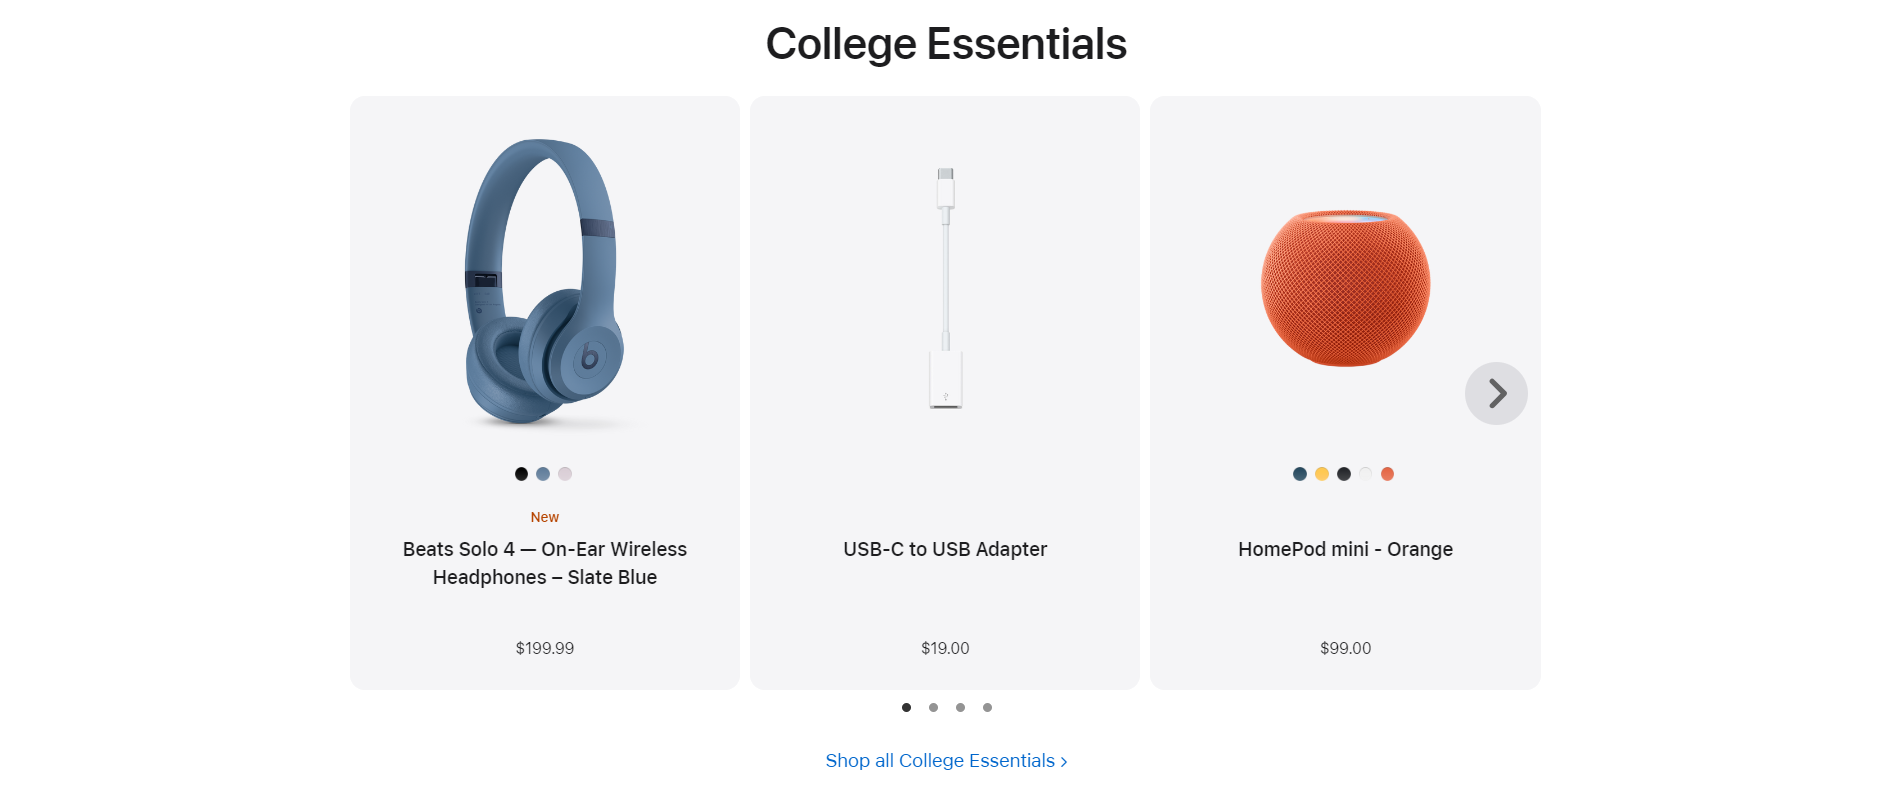 College Essentials
New
Beats Solo 4 — On-Ear Wireless
Headphones – Slate Blue
$199.99
USB-C to USB Adapter
$19.00
HomePod mini - Orange
$99.00
Shop all College Essentials ›